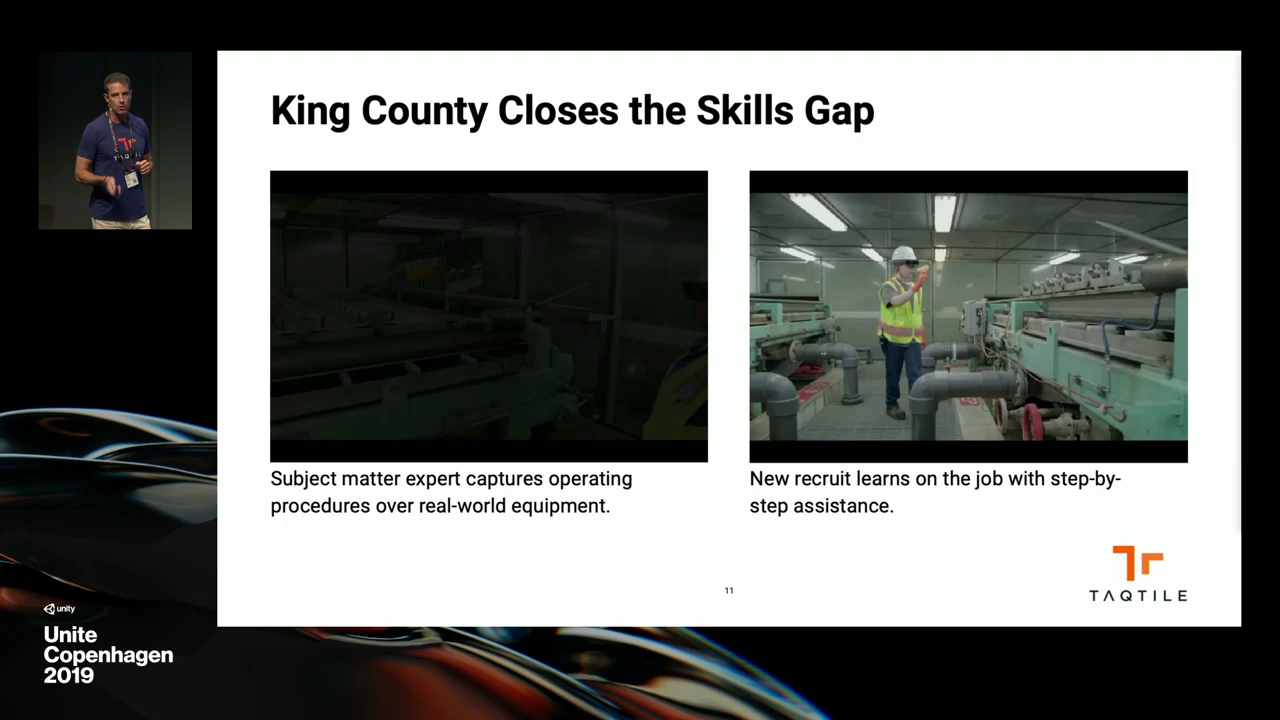 King County Closes the Skills Gap
Subject matter expert captures operating
procedures over real-world equipment.
New recruit learns on the job with step-by-
step assistance.
11
TAQTILE
unity
Unite
Copenhagen
2019